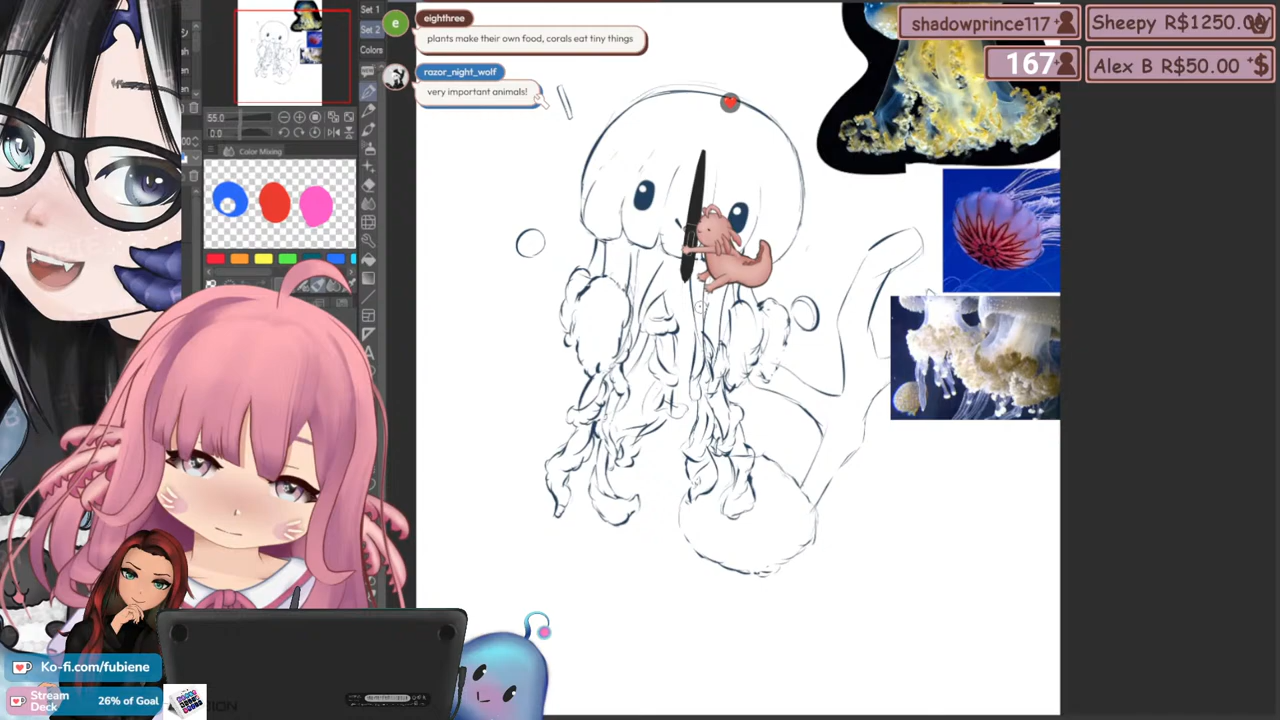 Set 1
Set 2
Colors
eighthree
plants make their own food, corals eat tiny things
e
razor_night_wolf
very important animals!
shadowprince117
Sheepy R$1250.00
167
Alex B R$50.00
55.0
0.0
Color Mixing
Ko-fi.com/fubiene
Stream Deck
26% of Goal